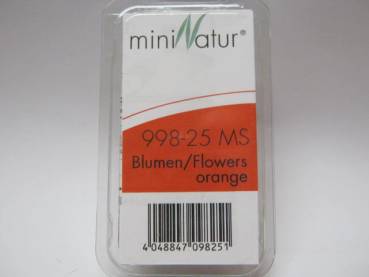 miniNatur®
998-25 MS
Blumen/Flowers
orange
4 048847 098251